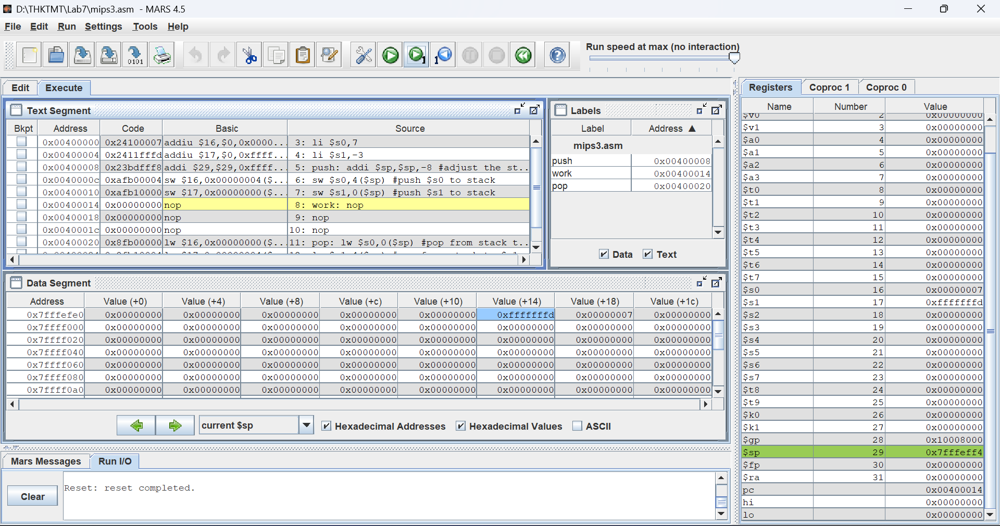 D:\THKTMT\Lab7\mips3.asm - MARS 4.5
File Edit Run Settings Tools Help
Run speed at max (no interaction)
Edit Execute
Text Segment
Bkpt Address Code Basic Source
0x00400000 0x24100007 addiu $16,$0,0x0000... 3: li $s0,7
0x00400004 0x2411fffd addiu $17,$0,0xffff... 4: li $s1,-3
0x00400008 0x23bdfff8 addi $29,$29,0xffff... 5: push: addi $sp,$sp,-8 #adjust the st...
0x0040000c 0xafb00004 sw $16,0x00000004($... 6: sw $s0,4($sp) #push $s0 to stack
0x00400010 0xafb10000 sw $17,0x00000000($... 7: sw $s1,0($sp) #push $s1 to stack
0x00400014 0x00000000 nop 8: work: nop
0x00400018 0x00000000 nop 9: nop
0x0040001c 0x00000000 nop 10: nop
0x00400020 0x8fb00000 lw $16,0x00000000($... 11: pop: lw $s0,0($sp) #pop from stack t...
Labels
Label Address ▲
mips3.asm
push 0x00400008
work 0x00400014
pop 0x00400020
Data Text
Data Segment
Address Value (+0) Value (+4) Value (+8) Value (+c) Value (+10) Value (+14) Value (+18) Value (+1c)
0x7fffefe0 0x00000000 0x00000000 0x00000000 0x00000000 0x00000000 0xfffffffd 0x00000007 0x00000000
0x7ffff000 0x00000000 0x00000000 0x00000000 0x00000000 0x00000000 0x00000000 0x00000000 0x00000000
0x7ffff020 0x00000000 0x00000000 0x00000000 0x00000000 0x00000000 0x00000000 0x00000000 0x00000000
0x7ffff040 0x00000000 0x00000000 0x00000000 0x00000000 0x00000000 0x00000000 0x00000000 0x00000000
0x7ffff060 0x00000000 0x00000000 0x00000000 0x00000000 0x00000000 0x00000000 0x00000000 0x00000000
0x7ffff080 0x00000000 0x00000000 0x00000000 0x00000000 0x00000000 0x00000000 0x00000000 0x00000000
0x7ffff0a0 0x00000000 0x00000000 0x00000000 0x00000000 0x00000000 0x00000000 0x00000000 0x00000000
current $sp Hexadecimal Addresses Hexadecimal Values ASCII
Mars Messages Run I/O
Clear
Reset: reset completed.
Registers Coproc 1 Coproc 0
Name Number Value
$v0 2 0x00000000
$v1 3 0x00000000
$a0 4 0x00000000
$a1 5 0x00000000
$a2 6 0x00000000
$a3 7 0x00000000
$t0 8 0x00000000
$t1 9 0x00000000
$t2 10 0x00000000
$t3 11 0x00000000
$t4 12 0x00000000
$t5 13 0x00000000
$t6 14 0x00000000
$t7 15 0x00000000
$s0 16 0x00000007
$s1 17 0xfffffffd
$s2 18 0x00000000
$s3 19 0x00000000
$s4 20 0x00000000
$s5 21 0x00000000
$s6 22 0x00000000
$s7 23 0x00000000
$t8 24 0x00000000
$t9 25 0x00000000
$k0 26 0x00000000
$k1 27 0x00000000
$gp 28 0x10008000
$sp 29 0x7fffeff4
$fp 30 0x00000000
$ra 31 0x00000000
pc 0x00400014
hi 0x00000000
lo 0x00000000